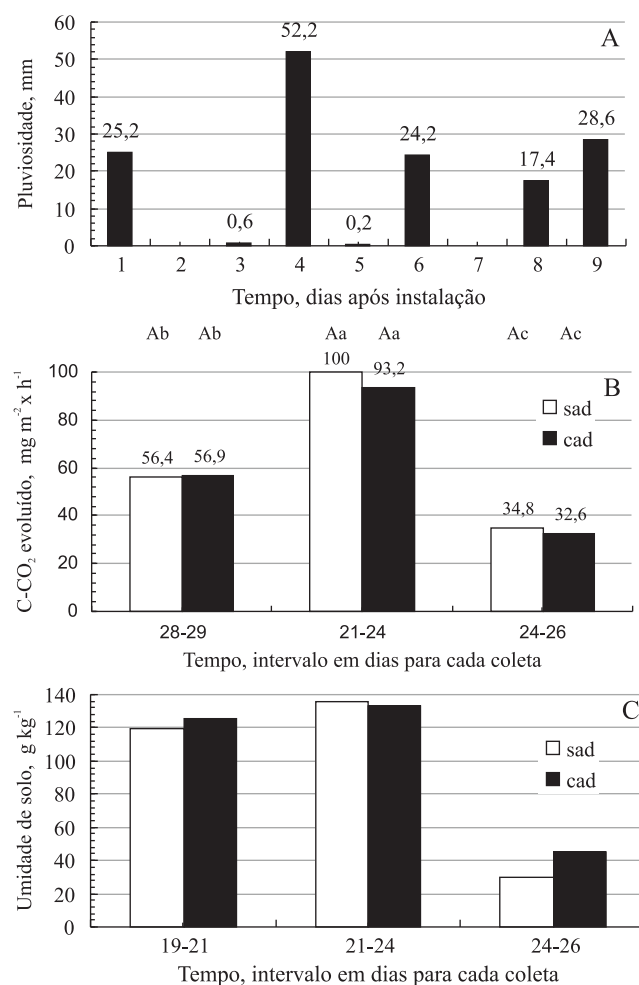 A
Pluviosidade, mm
60
50
40
30
20
10
0
25,2
0,6
52,2
0,2
24,2
17,4
28,6
1 2 3 4 5 6 7 8 9
Tempo, dias após instalação
Ab Ab Aa Aa Ac Ac
B
C-CO₂ evoluído, mg m⁻² x h⁻¹
100
80
60
40
20
0
56,4 56,9 100 93,2 34,8 32,6
sad
cad
28-29 21-24 24-26
Tempo, intervalo em dias para cada coleta
C
Umidade de solo, g kg⁻¹
140
120
100
80
60
40
20
0
sad
cad
19-21 21-24 24-26
Tempo, intervalo em dias para cada coleta